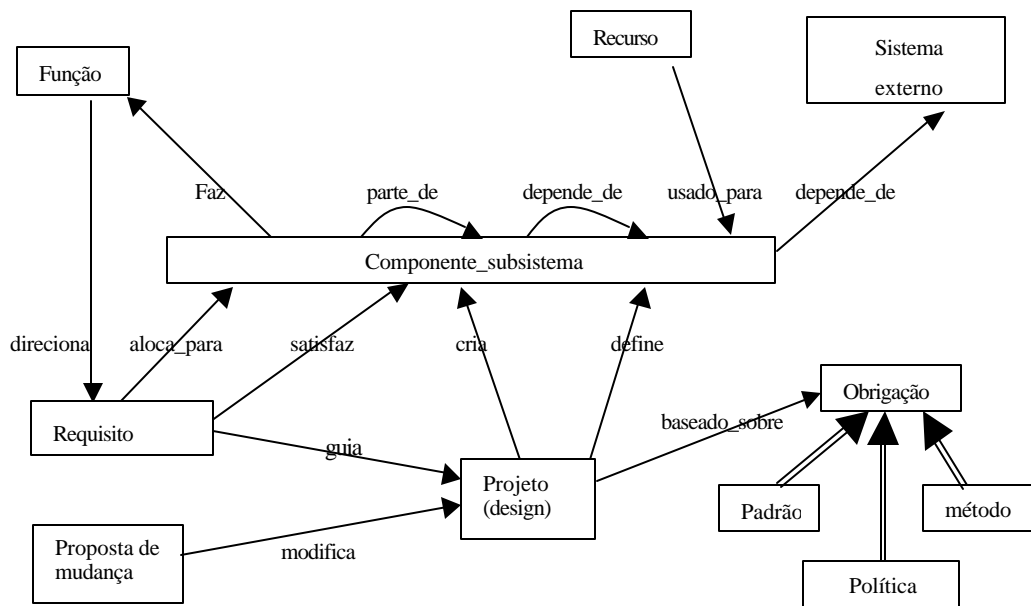 Recurso
Sistema
externo
Função
Faz
parte_de
depende_de
usado_para
depende_de
Componente_subsistema
direciona
aloca_para
satisfaz
cria
define
Obrigação
baseado_sobre
Requisito
guia
Projeto
(design)
Padrão
método
Proposta de
mudança
modifica
Política